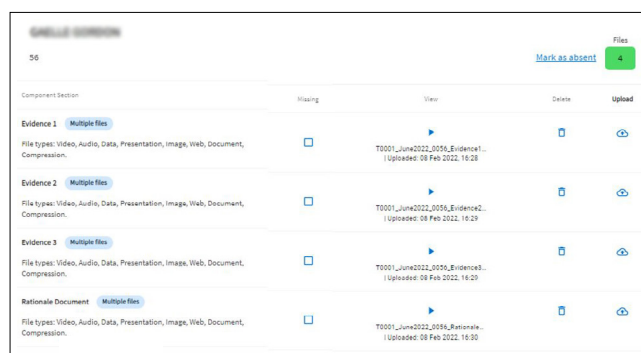 Files
56
Mark as absent
4
Component Section Missing View Delete Upload
Evidence 1 Multiple files
File types: Video, Audio, Data, Presentation, Image, Web, Document,
Compression.
T0001_June2022_0056_Evidence1...
| Uploaded: 08 Feb 2022, 16:28
Evidence 2 Multiple files
File types: Video, Audio, Data, Presentation, Image, Web, Document,
Compression.
T0001_June2022_0056_Evidence2...
| Uploaded: 08 Feb 2022, 16:29
Evidence 3 Multiple files
File types: Video, Audio, Data, Presentation, Image, Web, Document,
Compression.
T0001_June2022_0056_Evidence3...
| Uploaded: 08 Feb 2022, 16:29
Rationale Document Multiple files
File types: Video, Audio, Data, Presentation, Image, Web, Document,
Compression.
T0001_June2022_0056_Rationale...
| Uploaded: 08 Feb 2022, 16:30